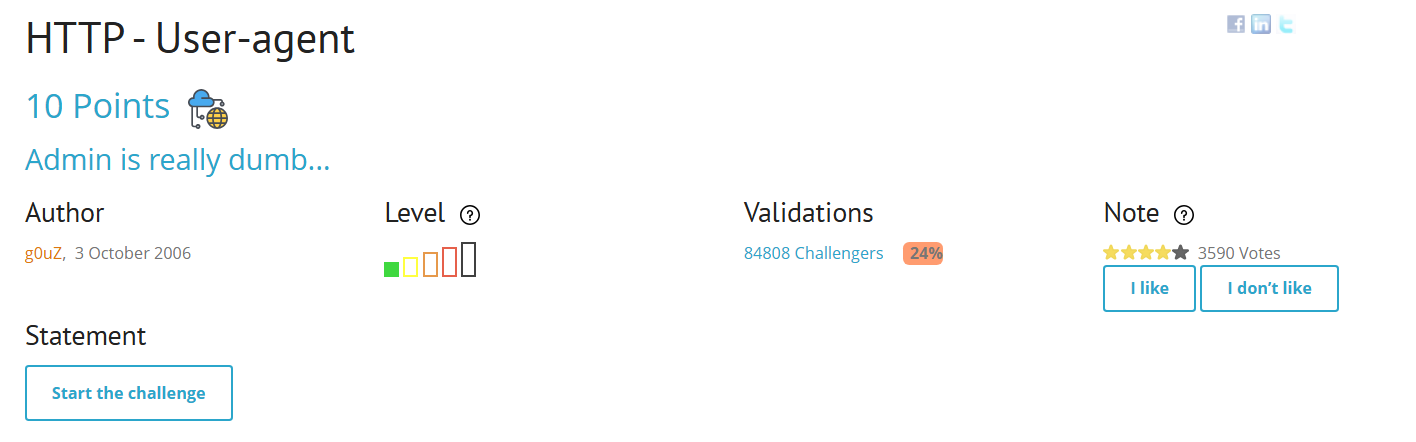 HTTP - User-agent
10 Points
Admin is really dumb...
Author
Level ?
Validations
Note ?
g0uZ, 3 October 2006
84808 Challengers 24%
3590 Votes
I like
I don’t like
Statement
Start the challenge